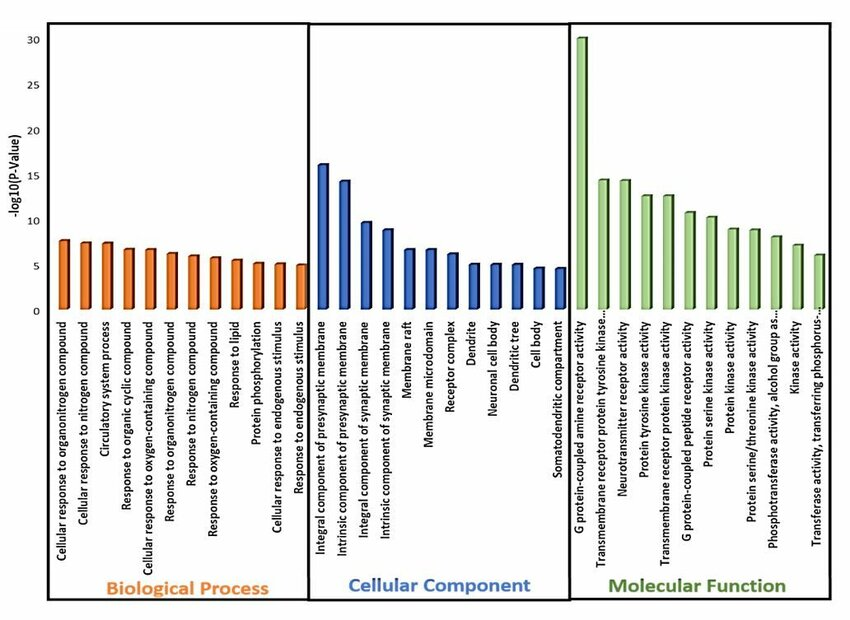 -log10(P-Value)
30
25
20
15
10
5
0
Cellular response to organonitrogen compound
Cellular response to nitrogen compound
Circulatory system process
Response to organic cyclic compound
Cellular response to oxygen-containing compound
Response to organonitrogen compound
Response to nitrogen compound
Response to oxygen-containing compound
Response to lipid
Protein phosphorylation
Cellular response to endogenous stimulus
Response to endogenous stimulus
Integral component of presynaptic membrane
Intrinsic component of presynaptic membrane
Integral component of synaptic membrane
Intrinsic component of synaptic membrane
Membrane raft
Membrane microdomain
Receptor complex
Dendrite
Neuronal cell body
Dendritic tree
Cell body
Somatodendritic compartment
G protein-coupled amine receptor activity
Transmembrane receptor protein tyrosine kinase...
Neurotransmitter receptor activity
Protein tyrosine kinase activity
Transmembrane receptor protein kinase activity
G protein-coupled peptide receptor activity
Protein serine kinase activity
Protein kinase activity
Protein serine/threonine kinase activity
Phosphotransferase activity, alcohol group as...
Kinase activity
Transferase activity, transferring phosphorus-...
Biological Process
Cellular Component
Molecular Function